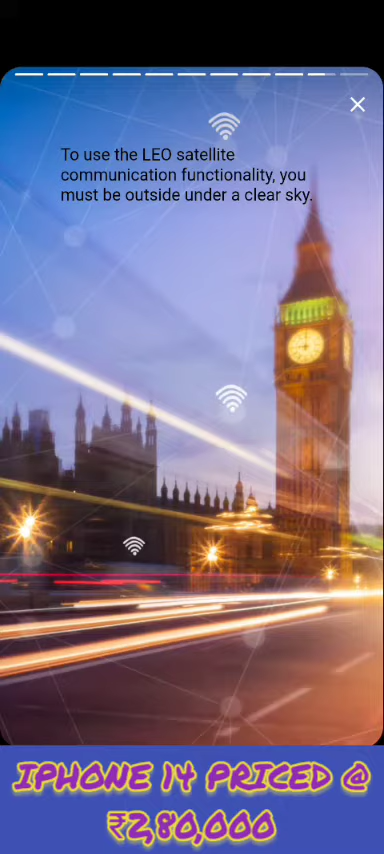 To use the LEO satellite
communication functionality, you
must be outside under a clear sky.
IPHONE 14 PRICED @
₹2,80,000